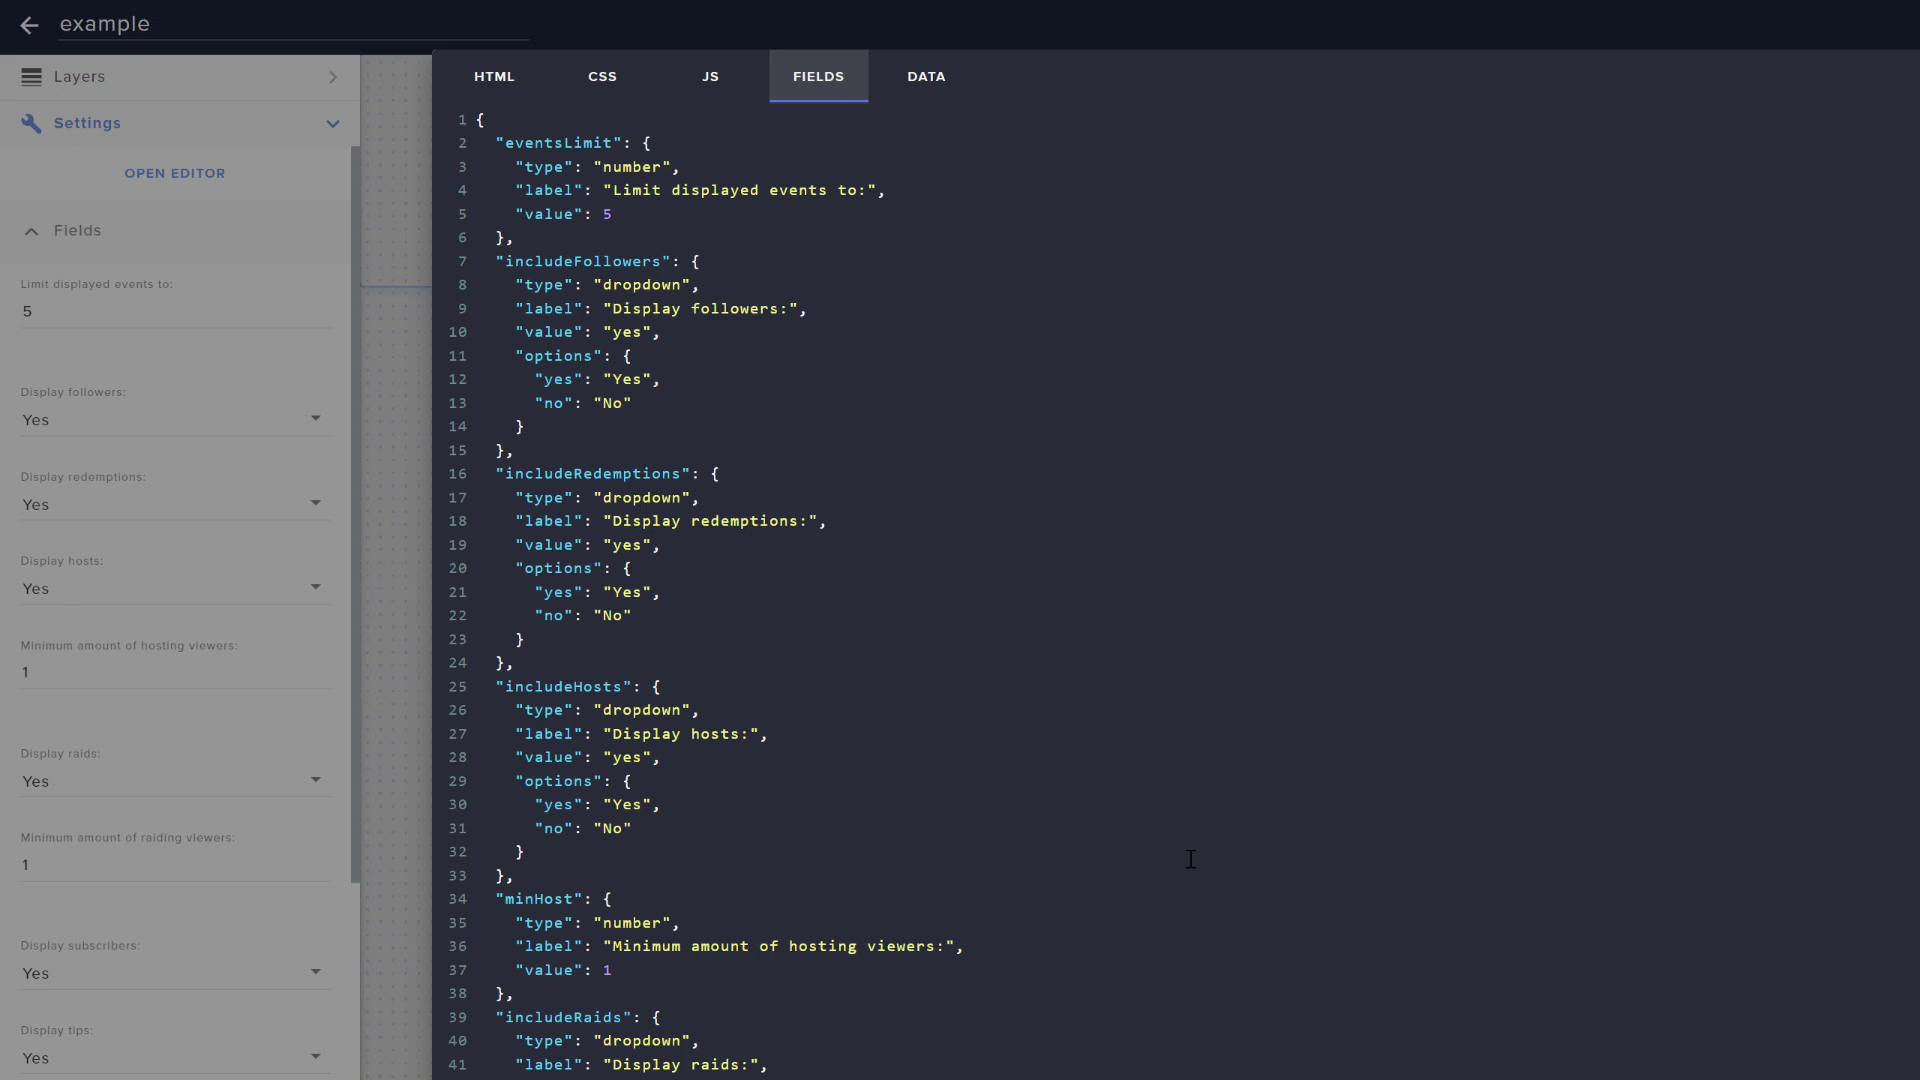 example
Layers
Settings
OPEN EDITOR
Fields
Limit displayed events to:
5
Display followers:
Yes
Display redemptions:
Yes
Display hosts:
Yes
Minimum amount of hosting viewers:
1
Display raids:
Yes
Minimum amount of raiding viewers:
1
Display subscribers:
Yes
Display tips:
Yes
HTML CSS JS FIELDS DATA
1 {
2 "eventsLimit": {
3 "type": "number",
4 "label": "Limit displayed events to:",
5 "value": 5
6 },
7 "includeFollowers": {
8 "type": "dropdown",
9 "label": "Display followers:",
10 "value": "yes",
11 "options": {
12 "yes": "Yes",
13 "no": "No"
14 }
15 },
16 "includeRedemptions": {
17 "type": "dropdown",
18 "label": "Display redemptions:",
19 "value": "yes",
20 "options": {
21 "yes": "Yes",
22 "no": "No"
23 }
24 },
25 "includeHosts": {
26 "type": "dropdown",
27 "label": "Display hosts:",
28 "value": "yes",
29 "options": {
30 "yes": "Yes",
31 "no": "No"
32 }
33 },
34 "minHost": {
35 "type": "number",
36 "label": "Minimum amount of hosting viewers:",
37 "value": 1
38 },
39 "includeRaids": {
40 "type": "dropdown",
41 "label": "Display raids:",